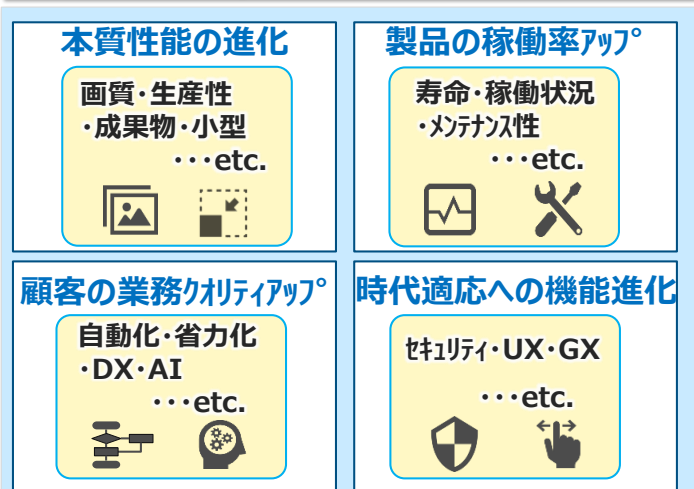 本質性能の進化
画質・生産性
・成果物・小型
・・・etc.
製品の稼働率ｱｯﾌﾟ
寿命・稼働状況
・ﾒﾝﾃﾅﾝｽ性
・・・etc.
顧客の業務ｸｵﾘﾃｨｱｯﾌﾟ
自動化・省力化
・DX・AI
・・・etc.
時代適応への機能進化
ｾｷｭﾘﾃｨ・UX・GX
・・・etc.